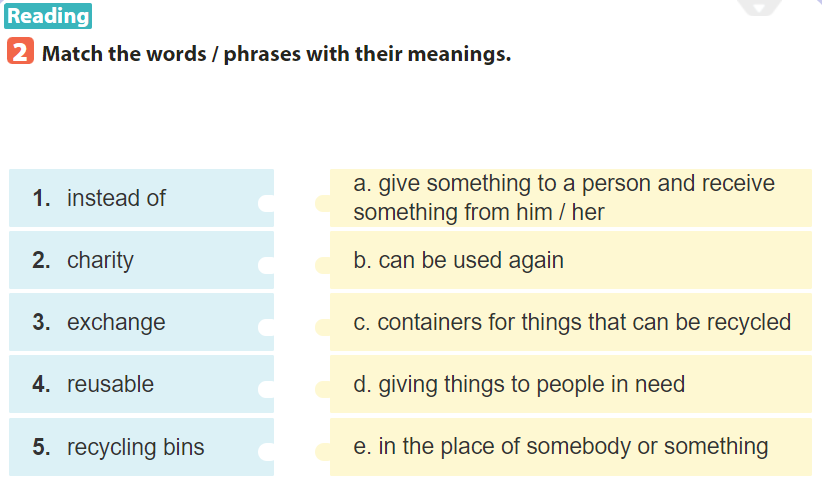 Reading
2 Match the words / phrases with their meanings.
1. instead of
a. give something to a person and receive
something from him / her
2. charity
b. can be used again
3. exchange
c. containers for things that can be recycled
4. reusable
d. giving things to people in need
5. recycling bins
e. in the place of somebody or something